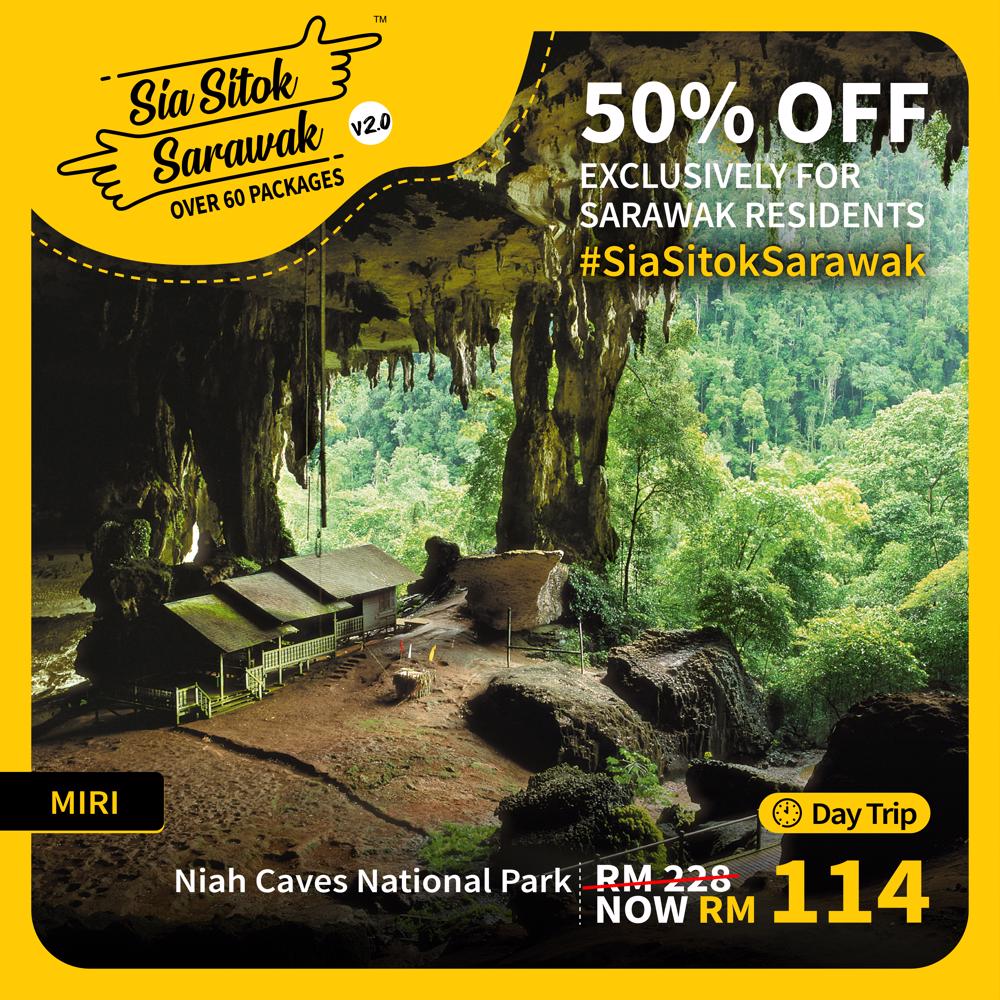 Sia Sitok
Sarawak
™
v2.0
OVER 60 PACKAGES
50% OFF
EXCLUSIVELY FOR
SARAWAK RESIDENTS
#SiaSitokSarawak
MIRI
Day Trip
Niah Caves National Park
RM 228
NOW RM 114